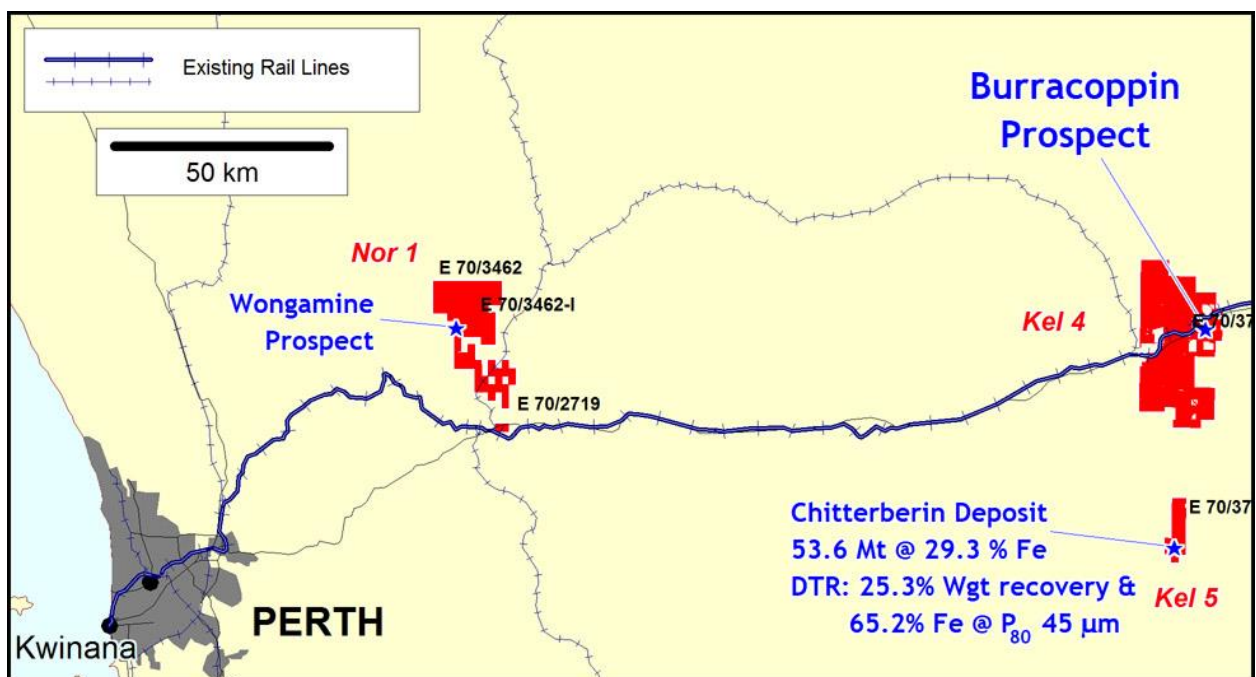 Existing Rail Lines
50 km
Burracoppin
Prospect
Nor 1
E 70/3462
E 70/3462-I
Wongamine
Prospect
Kel 4
E 70/37
E 70/2719
Chitterberin Deposit
53.6 Mt @ 29.3 % Fe
DTR: 25.3% Wgt recovery &
65.2% Fe @ P80 45 µm
E 70/37
Kel 5
PERTH
Kwinana